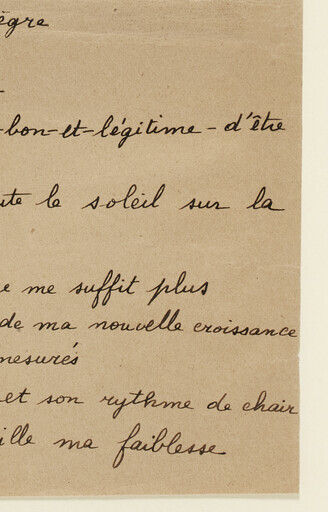 ègre
-bon-et-légitime-d'être
ute le soleil sur la
e me suffit plus
de ma nouvelle croissance
mesurés
et son rythme de chair
ille ma faiblesse